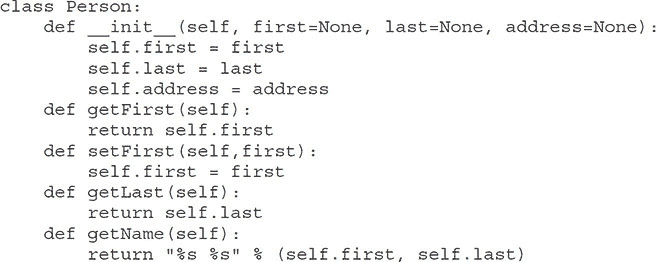 class Person:
    def __init__(self, first=None, last=None, address=None):
        self.first = first
        self.last = last
        self.address = address
    def getFirst(self):
        return self.first
    def setFirst(self,first):
        self.first = first
    def getLast(self):
        return self.last
    def getName(self):
        return "%s %s" % (self.first, self.last)